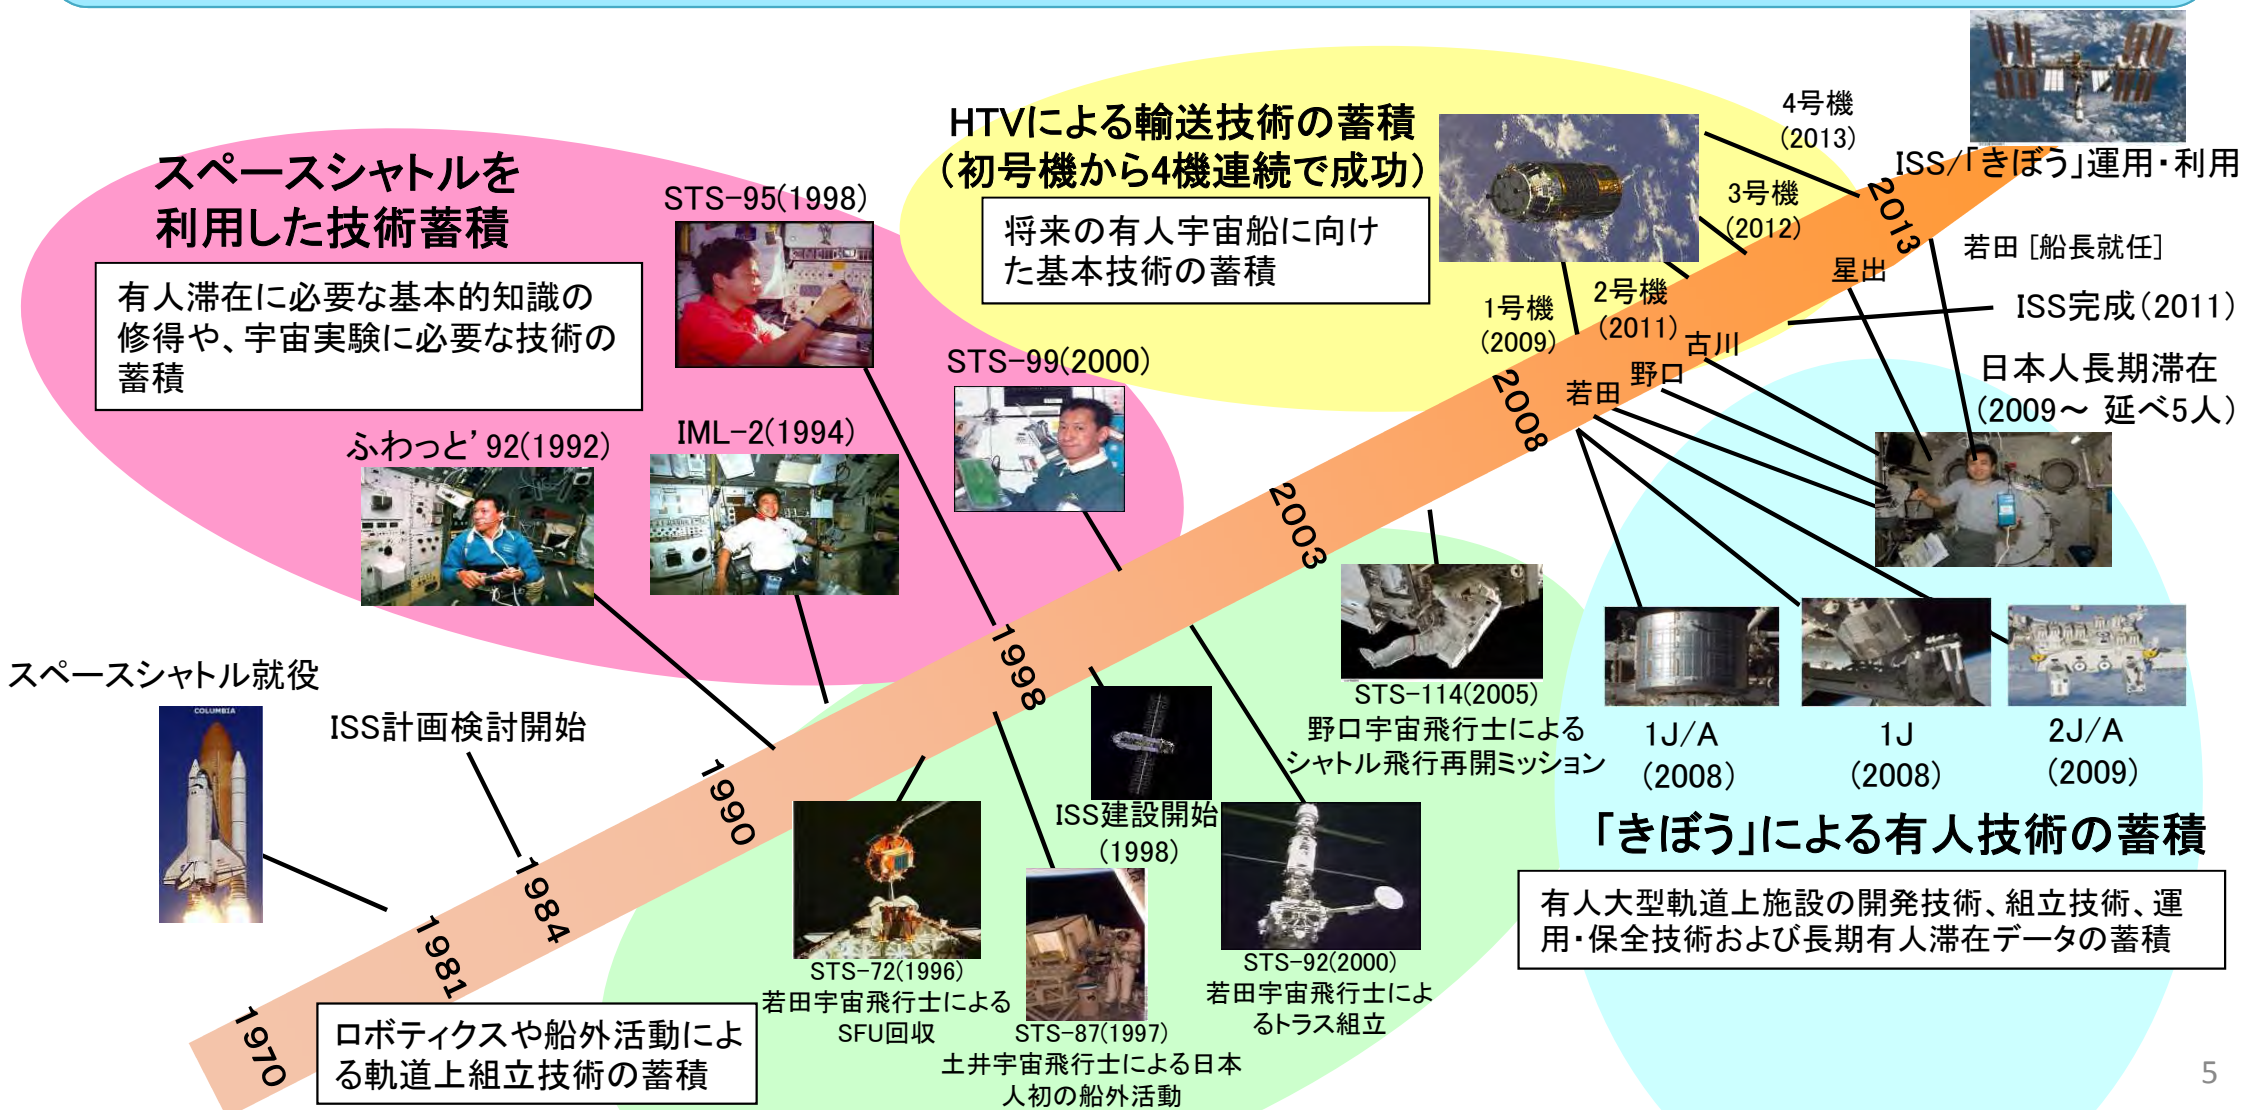 スペースシャトルを
利用した技術蓄積
有人滞在に必要な基本的知識の
修得や、宇宙実験に必要な技術の
蓄積
STS-95(1998)
ふわっと’92(1992)
IML-2(1994)
STS-99(2000)
HTVによる輸送技術の蓄積
(初号機から4機連続で成功)
将来の有人宇宙船に向け
た基本技術の蓄積
1号機
(2009)
2号機
(2011)
3号機
(2012)
4号機
(2013)
ISS/「きぼう」運用・利用
若田 [船長就任]
星出
ISS完成(2011)
古川
野口
若田
日本人長期滞在
(2009~ 延べ5人)
スペースシャトル就役
COLUMBIA
ISS計画検討開始
1970
1981
1984
1990
1998
2003
2008
2013
ロボティクスや船外活動によ
る軌道上組立技術の蓄積
STS-72(1996)
若田宇宙飛行士による
SFU回収
STS-87(1997)
土井宇宙飛行士による日本
人初の船外活動
ISS建設開始
(1998)
STS-92(2000)
若田宇宙飛行士によ
るトラス組立
STS-114(2005)
野口宇宙飛行士による
シャトル飛行再開ミッション
1J/A
(2008)
1J
(2008)
2J/A
(2009)
「きぼう」による有人技術の蓄積
有人大型軌道上施設の開発技術、組立技術、運
用・保全技術および長期有人滞在データの蓄積
5